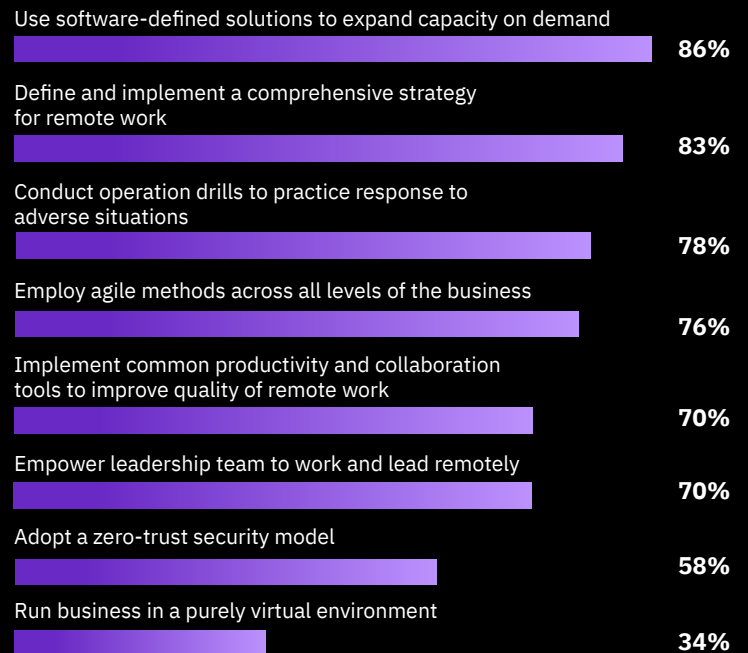 Use software-defined solutions to expand capacity on demand
86%
Define and implement a comprehensive strategy
for remote work
83%
Conduct operation drills to practice response to
adverse situations
78%
Employ agile methods across all levels of the business
76%
Implement common productivity and collaboration
tools to improve quality of remote work
70%
Empower leadership team to work and lead remotely
70%
Adopt a zero-trust security model
58%
Run business in a purely virtual environment
34%